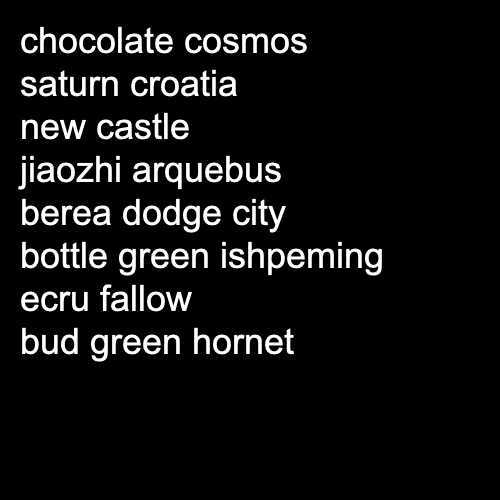 chocolate cosmos
saturn croatia
new castle
jiaozhi arquebus
berea dodge city
bottle green ishpeming
ecru fallow
bud green hornet